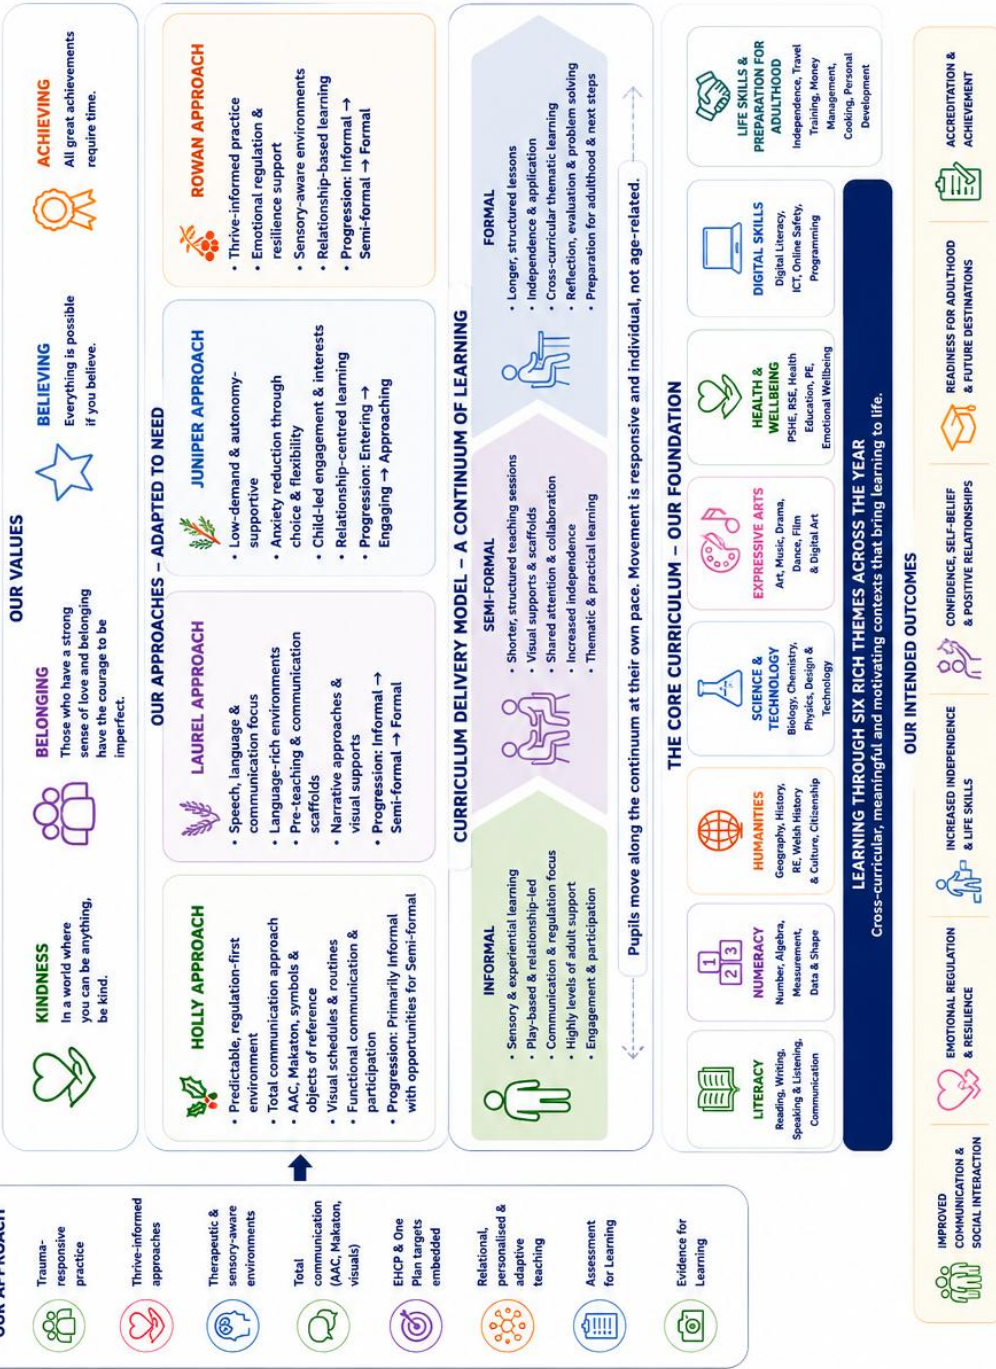 OUR APPROACH
Trauma-
responsive
practice
Thrive-informed
approaches
Therapeutic &
sensory-aware
environments
Total
communication
(AAC, Makaton,
visuals)
EHCP & One
Plan targets
embedded
Relational,
personalised &
adaptive
teaching
Assessment
for Learning
Evidence for
Learning
OUR VALUES
KINDNESS
In a world where
you can be anything,
be kind.
BELONGING
Those who have a strong
sense of love and belonging
have the courage to be
imperfect.
BELIEVING
Everything is possible
if you believe.
ACHIEVING
All great achievements
require time.
OUR APPROACHES – ADAPTED TO NEED
HOLLY APPROACH
• Predictable, regulation-first
environment
• Total communication approach
• AAC, Makaton, symbols &
objects of reference
• Visual schedules & routines
• Functional communication &
participation
• Progression: Primarily Informal
with opportunities for Semi-formal
LAUREL APPROACH
• Speech, language &
communication focus
• Language-rich environments
• Pre-teaching & communication
scaffolds
• Narrative approaches &
visual supports
• Progression: Informal →
Semi-formal → Formal
JUNIPER APPROACH
• Low-demand & autonomy-
supportive
• Anxiety reduction through
choice & flexibility
• Child-led engagement & interests
• Relationship-centred learning
• Progression: Entering →
Engaging → Approaching
ROWAN APPROACH
• Thrive-informed practice
• Emotional regulation &
resilience support
• Sensory-aware environments
• Relationship-based learning
• Progression: Informal →
Semi-formal → Formal
CURRICULUM DELIVERY MODEL – A CONTINUUM OF LEARNING
INFORMAL
• Sensory & experiential learning
• Play-based & relationship-led
• Communication & regulation focus
• Highly levels of adult support
• Engagement & participation
SEMI-FORMAL
• Shorter, structured teaching sessions
• Visual supports & scaffolds
• Shared attention & collaboration
• Increased independence
• Thematic & practical learning
FORMAL
• Longer, structured lessons
• Independence & application
• Cross-curricular thematic learning
• Reflection, evaluation & problem solving
• Preparation for adulthood & next steps
Pupils move along the continuum at their own pace. Movement is responsive and individual, not age-related.
THE CORE CURRICULUM – OUR FOUNDATION
LITERACY
Reading, Writing,
Speaking & Listening,
Communication
1
2 3
NUMERACY
Number, Algebra,
Measurement,
Data & Shape
HUMANITIES
Geography, History,
RE, Welsh History
& Culture, Citizenship
SCIENCE &
TECHNOLOGY
Biology, Chemistry,
Physics, Design &
Technology
EXPRESSIVE ARTS
Art, Music, Drama,
Dance, Film
& Digital Art
HEALTH &
WELLBEING
PSHE, RSE, Health
Education, PE,
Emotional Wellbeing
DIGITAL SKILLS
Digital Literacy,
ICT, Online Safety,
Programming
LIFE SKILLS &
PREPARATION FOR
ADULTHOOD
Independence, Travel
Training, Money
Management,
Cooking, Personal
Development
LEARNING THROUGH SIX RICH THEMES ACROSS THE YEAR
Cross-curricular, meaningful and motivating contexts that bring learning to life.
OUR INTENDED OUTCOMES
IMPROVED
COMMUNICATION &
SOCIAL INTERACTION
EMOTIONAL REGULATION
& RESILIENCE
INCREASED INDEPENDENCE
& LIFE SKILLS
CONFIDENCE, SELF-BELIEF
& POSITIVE RELATIONSHIPS
READINESS FOR ADULTHOOD
& FUTURE DESTINATIONS
ACCREDITATION &
ACHIEVEMENT